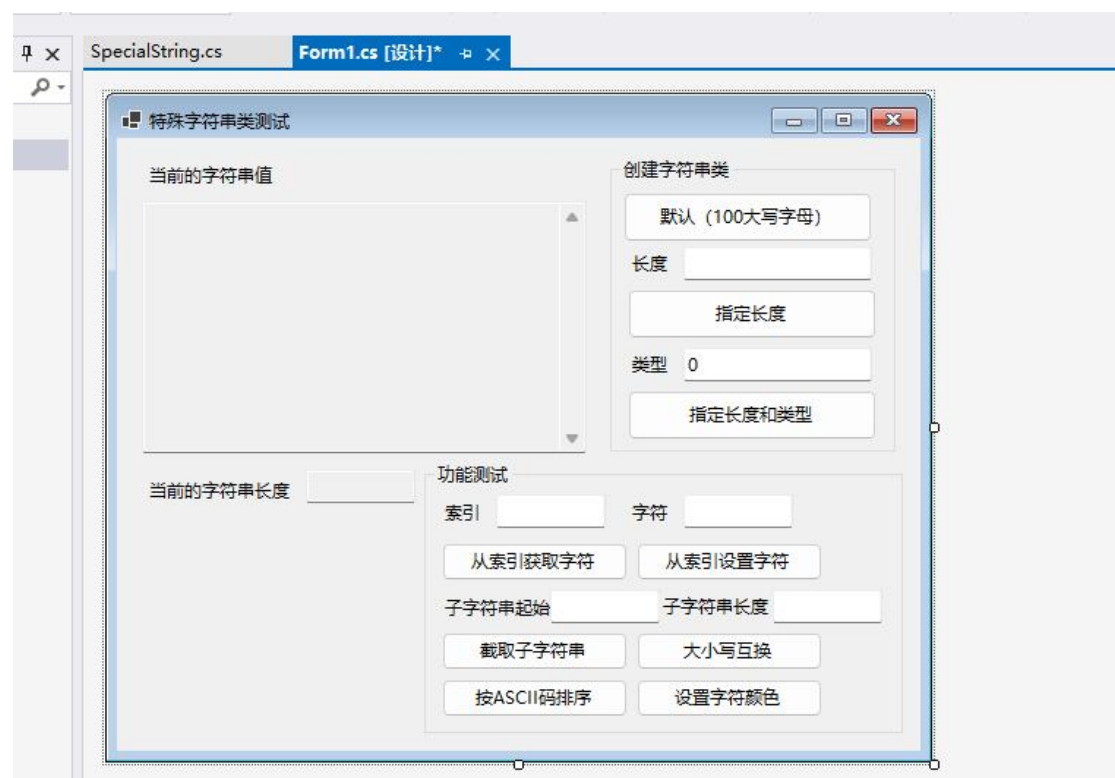 SpecialString.cs
Form1.cs [设计]*
特殊字符串类测试
当前的字符串值
创建字符串类
默认（100大写字母）
长度
指定长度
类型 0
指定长度和类型
当前的字符串长度
功能测试
索引 字符
从索引获取字符 从索引设置字符
子字符串起始 子字符串长度
截取子字符串 大小写互换
按ASCII码排序 设置字符颜色